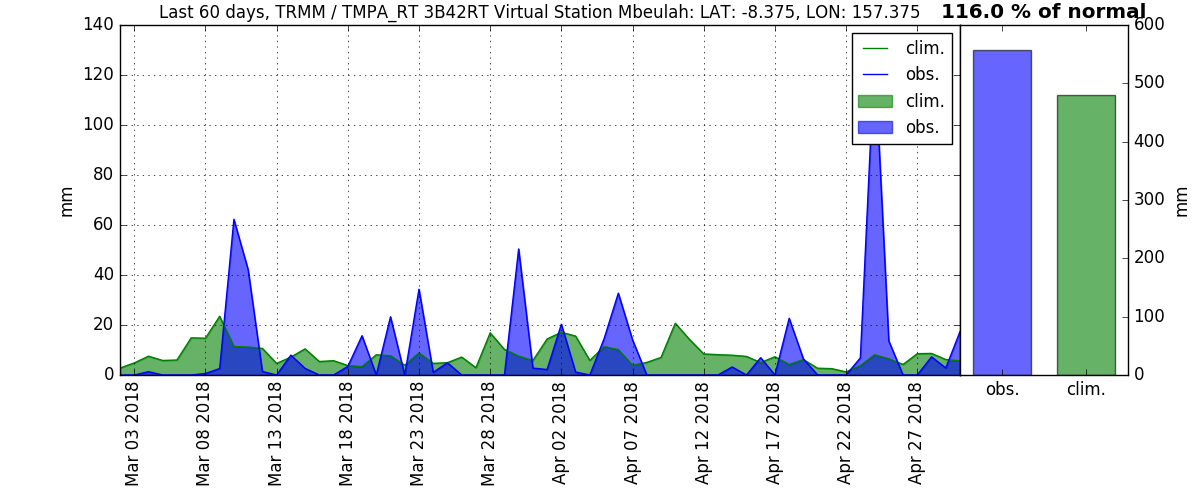 Last 60 days, TRMM / TMPA_RT 3B42RT Virtual Station Mbeulah: LAT: -8.375, LON: 157.375
116.0 % of normal
140
120
100
80
60
40
20
0
mm
clim.
obs.
clim.
obs.
Mar 03 2018
Mar 08 2018
Mar 13 2018
Mar 18 2018
Mar 23 2018
Mar 28 2018
Apr 02 2018
Apr 07 2018
Apr 12 2018
Apr 17 2018
Apr 22 2018
Apr 27 2018
600
500
400
300
200
100
0
mm
obs.
clim.